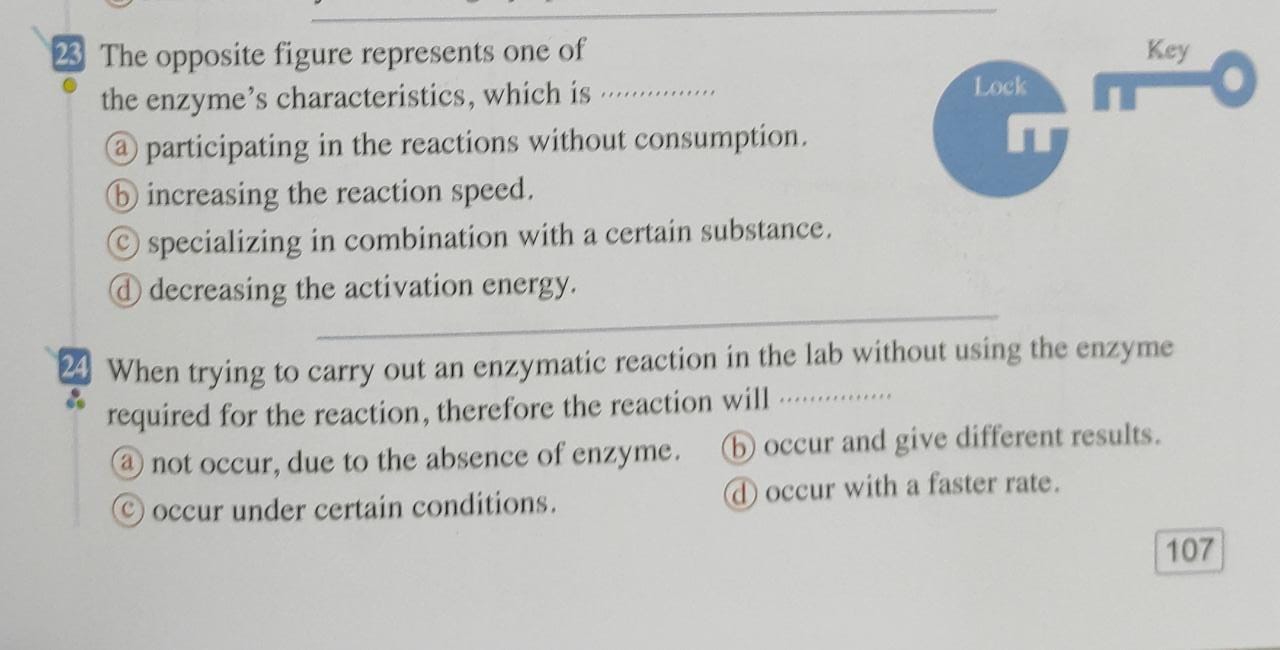 23 The opposite figure represents one of
the enzyme's characteristics, which is ...............
Lock
Key
a participating in the reactions without consumption.
b increasing the reaction speed.
c specializing in combination with a certain substance.
d decreasing the activation energy.
24 When trying to carry out an enzymatic reaction in the lab without using the enzyme
required for the reaction, therefore the reaction will ...............
a not occur, due to the absence of enzyme. b occur and give different results.
c occur under certain conditions. d occur with a faster rate.
107